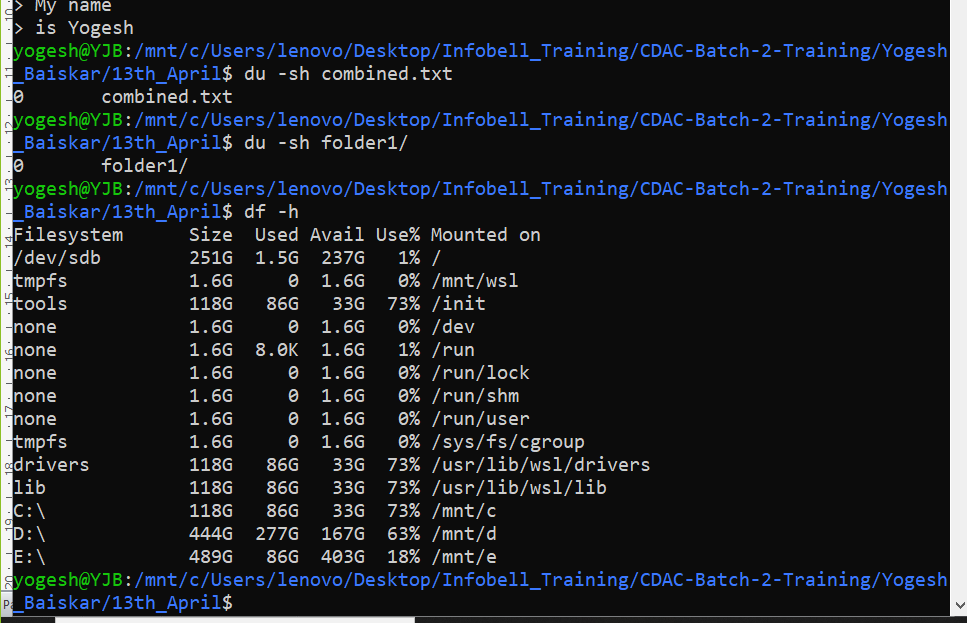 > My name
> is Yogesh
yogesh@YJB:/mnt/c/Users/lenovo/Desktop/Infobell_Training/CDAC-Batch-2-Training/Yogesh
_Baiskar/13th_April$ du -sh combined.txt
0       combined.txt
yogesh@YJB:/mnt/c/Users/lenovo/Desktop/Infobell_Training/CDAC-Batch-2-Training/Yogesh
_Baiskar/13th_April$ du -sh folder1/
0       folder1/
yogesh@YJB:/mnt/c/Users/lenovo/Desktop/Infobell_Training/CDAC-Batch-2-Training/Yogesh
_Baiskar/13th_April$ df -h
Filesystem      Size  Used Avail Use% Mounted on
/dev/sdb        251G  1.5G  237G   1% /
tmpfs           1.6G     0  1.6G   0% /mnt/wsl
tools           118G   86G   33G  73% /init
none            1.6G     0  1.6G   0% /dev
none            1.6G  8.0K  1.6G   1% /run
none            1.6G     0  1.6G   0% /run/lock
none            1.6G     0  1.6G   0% /run/shm
none            1.6G     0  1.6G   0% /run/user
tmpfs           1.6G     0  1.6G   0% /sys/fs/cgroup
drivers         118G   86G   33G  73% /usr/lib/wsl/drivers
lib             118G   86G   33G  73% /usr/lib/wsl/lib
C:\             118G   86G   33G  73% /mnt/c
D:\             444G  277G  167G  63% /mnt/d
E:\             489G   86G  403G  18% /mnt/e
yogesh@YJB:/mnt/c/Users/lenovo/Desktop/Infobell_Training/CDAC-Batch-2-Training/Yogesh
_Baiskar/13th_April$